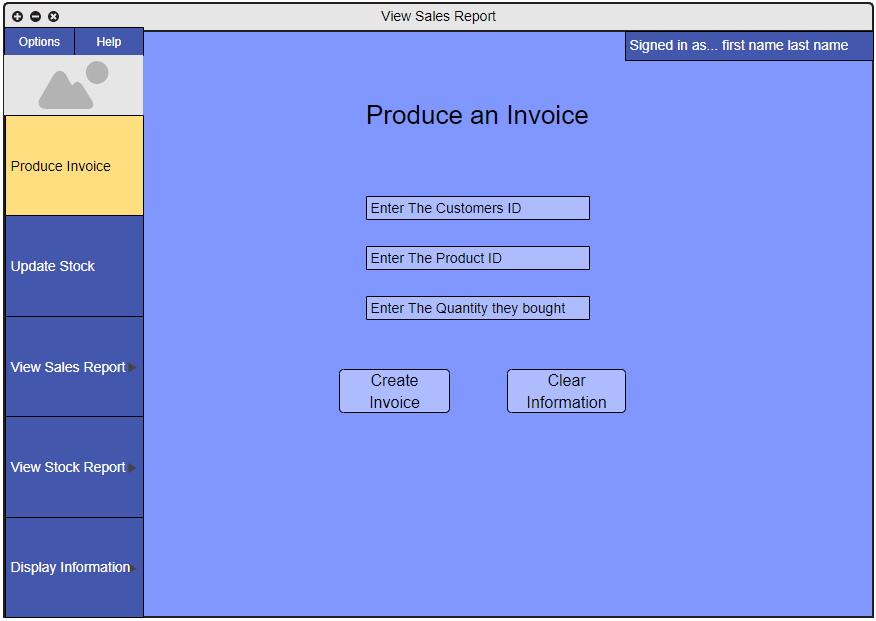 View Sales Report
Options
Help
Signed in as... first name last name
Produce an Invoice
Produce Invoice
Enter The Customers ID
Update Stock
Enter The Product ID
Enter The Quantity they bought
View Sales Report
Create
Invoice
Clear
Information
View Stock Report
Display Information